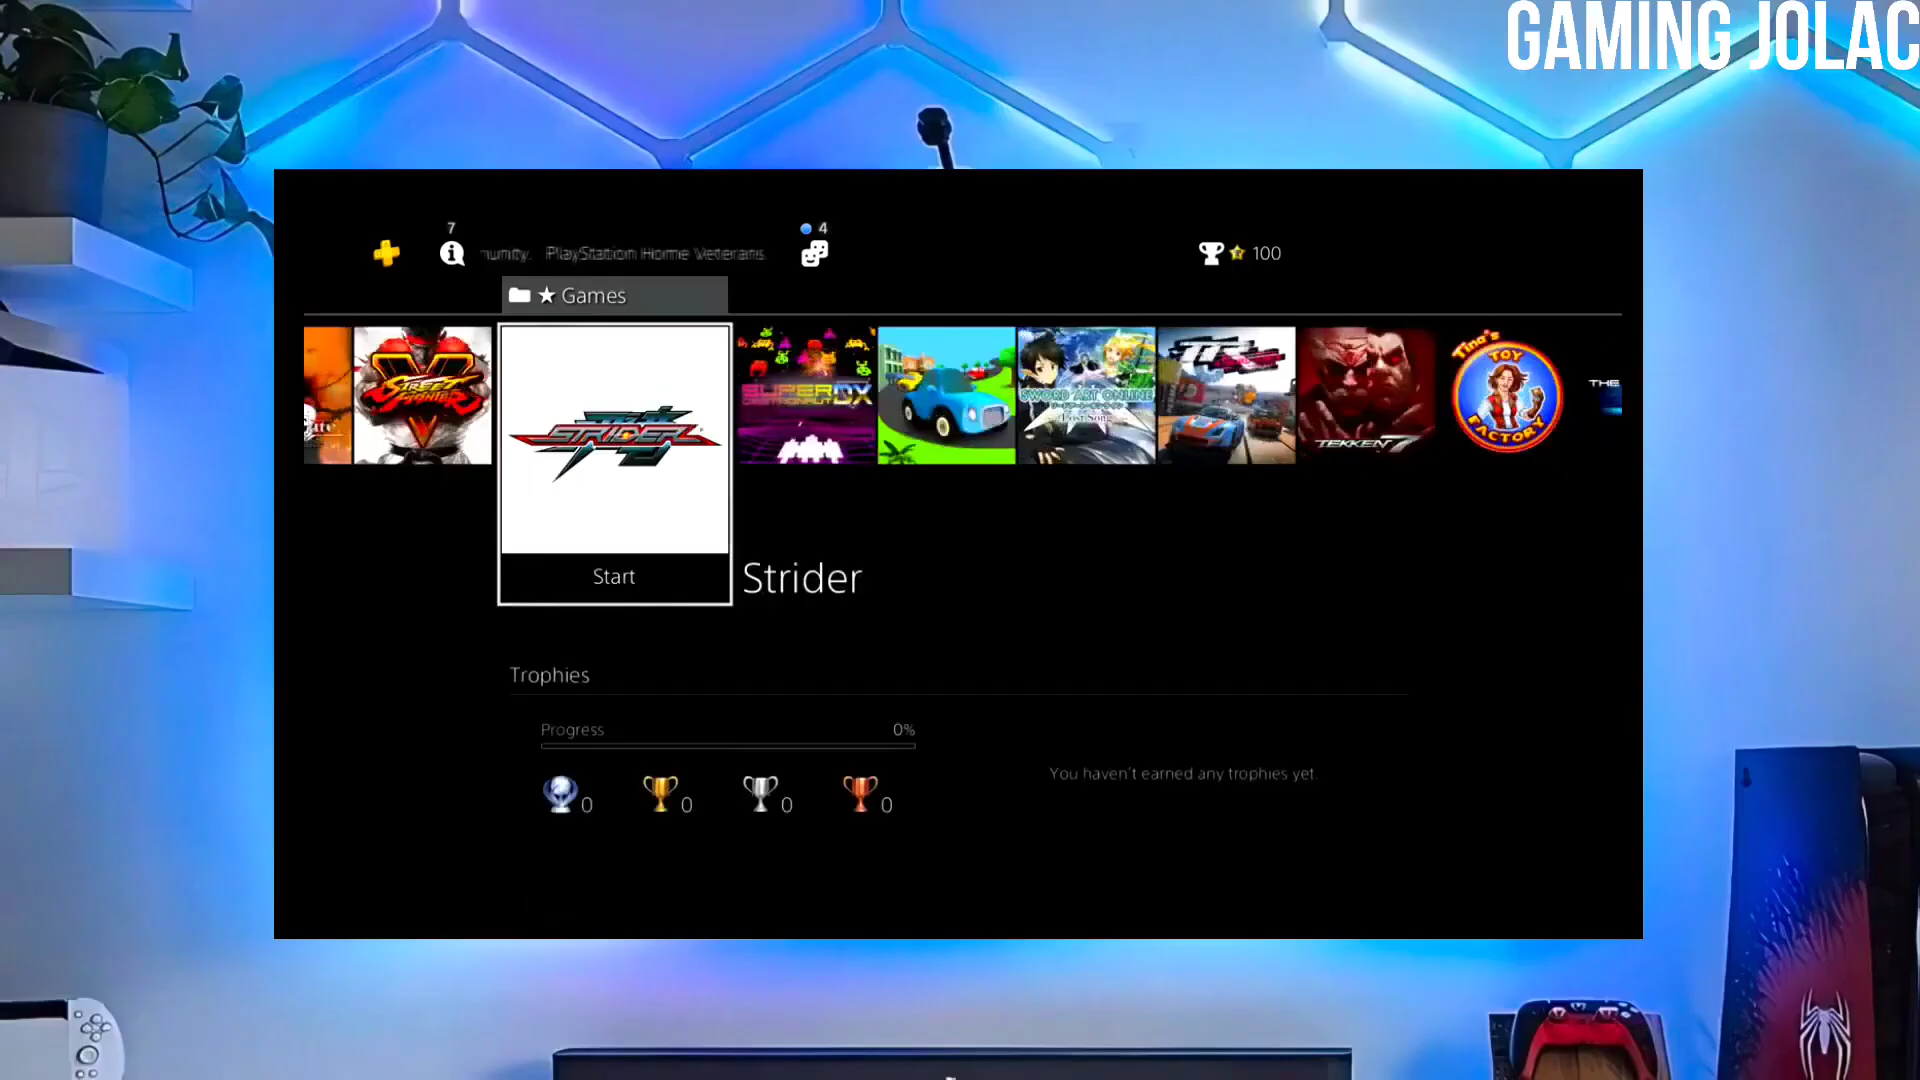 GAMING JOLAC
7
4
munity. PlayStation Home Veterans
100
★ Games
STREET FIGHTER
V
STRIDER
SUPER DESTRONAUT DX
SWORD ART ONLINE
Lost Song
TEKKEN 7
Tina's
TOY
FACTORY
THE
Start
Strider
Trophies
Progress
0%
You haven't earned any trophies yet.
0
0
0
0